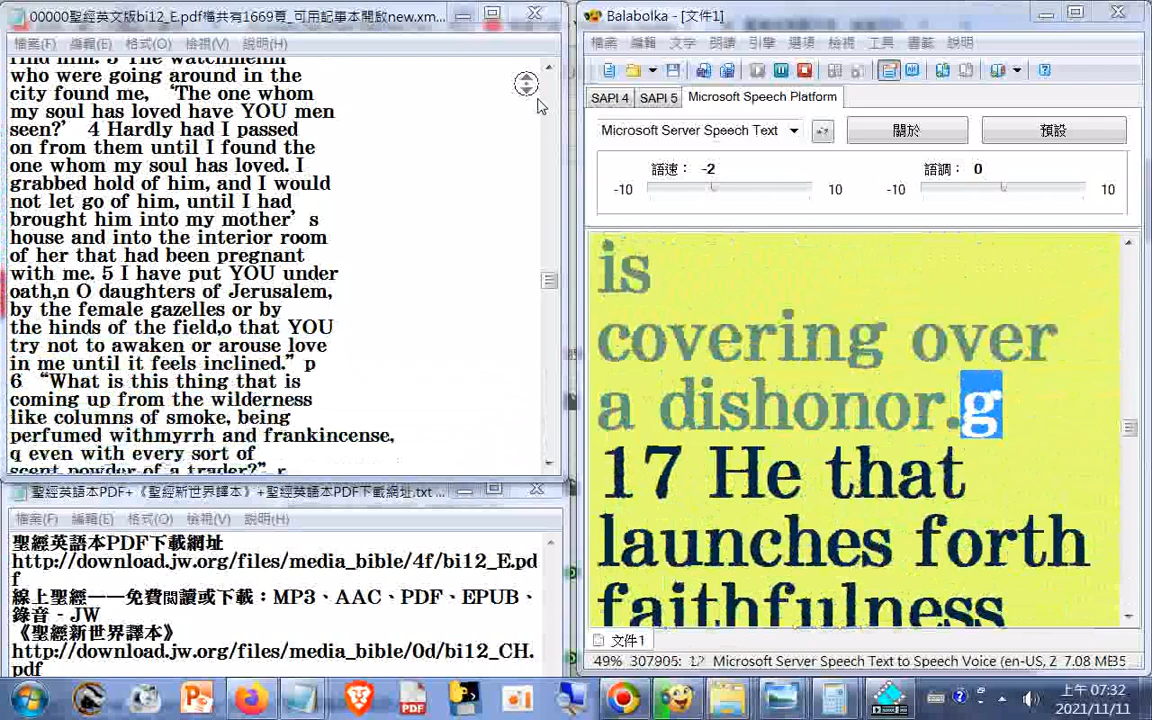 00000聖經英文版bi12_E.pdf檔共有1669頁_可用記事本開啟new.xm...
檔案(F) 編輯(E) 格式(O) 檢視(V) 說明(H)
find him. 3 The watchmenm
who were going around in the
city found me, ‘The one whom
my soul has loved have YOU men
seen?’ 4 Hardly had I passed
on from them until I found the
one whom my soul has loved. I
grabbed hold of him, and I would
not let go of him, until I had
brought him into my mother’s
house and into the interior room
of her that had been pregnant
with me. 5 I have put YOU under
oath,n O daughters of Jerusalem,
by the female gazelles or by
the hinds of the field,o that YOU
try not to awaken or arouse love
in me until it feels inclined.” p
6 “What is this thing that is
coming up from the wilderness
like columns of smoke, being
perfumed withmyrrh and frankincense,
q even with every sort of
scent powder of a trader?” r
聖經英語本PDF+《聖經新世界譯本》+聖經英語本PDF下載網址.txt ...
檔案(F) 編輯(E) 格式(O) 檢視(V) 說明(H)
聖經英語本PDF下載網址
http://download.jw.org/files/media_bible/4f/bi12_E.pd
f
線上聖經——免費閱讀或下載：MP3、AAC、PDF、EPUB、
錄音 - JW
《聖經新世界譯本》
http://download.jw.org/files/media_bible/0d/bi12_CH.
pdf
Balabolka - [文件1]
檔案 編輯 文字 朗讀 引擎 選項 檢視 工具 書籤 說明
SAPI 4 SAPI 5 Microsoft Speech Platform
Microsoft Server Speech Text 關於 預設
語速： -2 語調： 0
-10 10 -10 10
is
covering over
a dishonor.g
17 He that
launches forth
faithfulness
文件1
49% 307905: 17 Microsoft Server Speech Text to Speech Voice (en-US, Z 7.08 MB
上午 07:32
2021/11/11